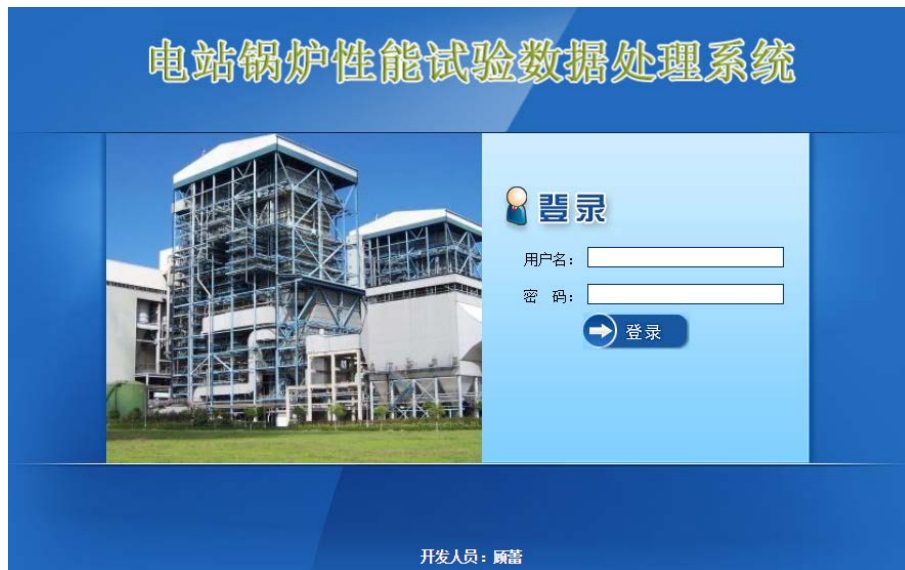 电站锅炉性能试验数据处理系统
登录
用户名：
密 码：
登录
开发人员：顾蕾